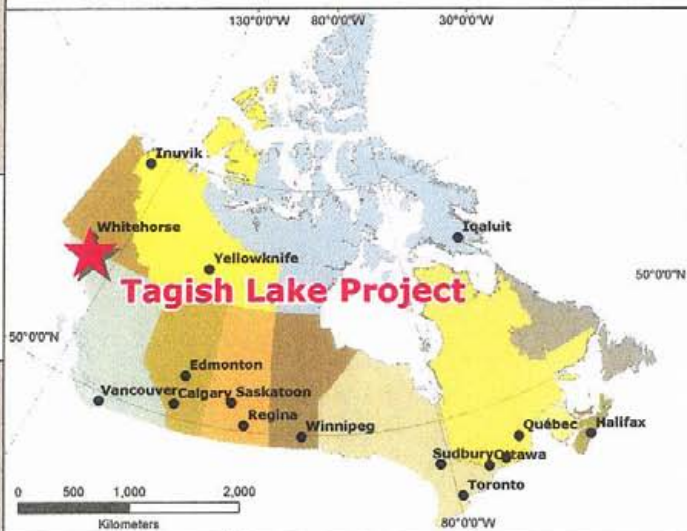 130°0'0"W 80°0'0"W 30°0'0"W
Inuvik
Whitehorse
Iqaluit
Yellowknife
50°0'0"N
Tagish Lake Project
50°0'0"N
Edmonton
Vancouver Calgary Saskatoon
Regina
Winnipeg
Québec
Halifax
Sudbury Ottawa
Toronto
0 500 1,000 2,000
Kilometers
80°0'0"W